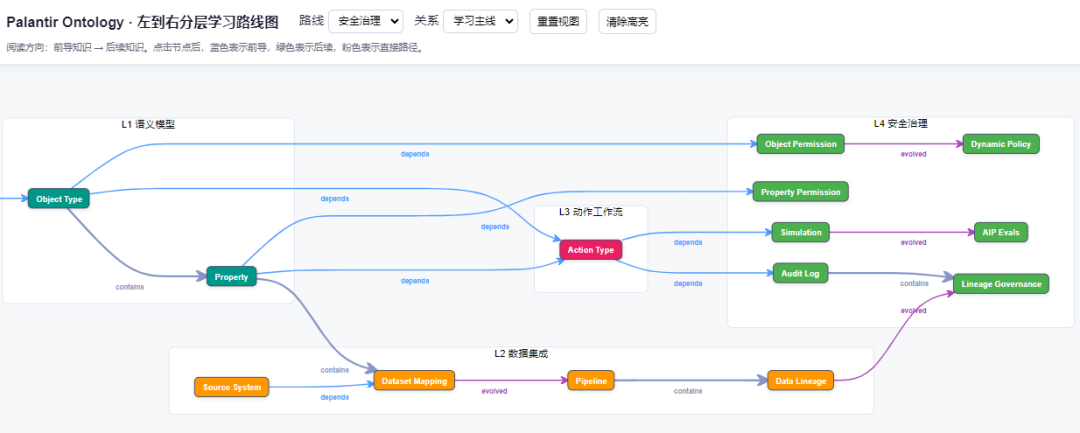 Palantir Ontology · 左到右分层学习路线图 路线 安全治理 关系 学习主线 重置视图 清除高亮
阅读方向：前导知识 → 后续知识。点击节点后，蓝色表示前导，绿色表示后续，粉色表示直接路径。
L1 语义模型
L4 安全治理
Object Permission
evolved
Dynamic Policy
depends
Object Type
depends
Property Permission
L3 动作工作流
depends
Action Type
depends
Simulation
evolved
AIP Evals
Property
contains
depends
depends
Audit Log
contains
Lineage Governance
evolved
L2 数据集成
contains
Source System
depends
Dataset Mapping
evolved
Pipeline
contains
Data Lineage